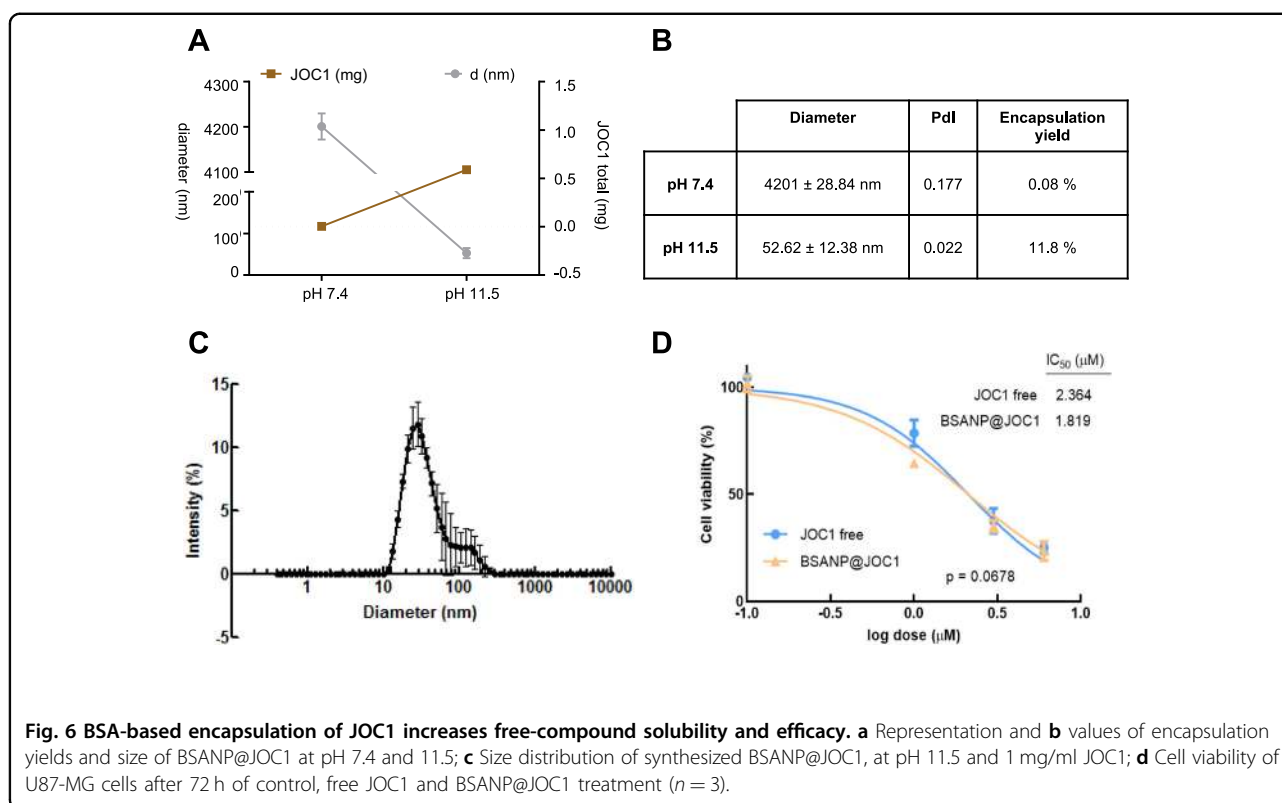 A
JOC1 (mg)
d (nm)
4300
4200
4100
200
100
0
diameter (nm)
1.5
1.0
0.5
0.0
-0.5
JOC1 total (mg)
pH 7.4
pH 11.5
B
Diameter PdI Encapsulation
yield
pH 7.4 4201 ± 28.84 nm 0.177 0.08 %
pH 11.5 52.62 ± 12.38 nm 0.022 11.8 %
C
15
10
5
0
-5
Intensity (%)
1 10 100 1000 10000
Diameter (nm)
D
IC50 (µM)
JOC1 free 2.364
BSANP@JOC1 1.819
100
50
0
Cell viability (%)
JOC1 free
BSANP@JOC1
p = 0.0678
-1.0 -0.5 0.0 0.5 1.0
log dose (µM)
Fig. 6 BSA-based encapsulation of JOC1 increases free-compound solubility and efficacy. a Representation and b values of encapsulation
yields and size of BSANP@JOC1 at pH 7.4 and 11.5; c Size distribution of synthesized BSANP@JOC1, at pH 11.5 and 1 mg/ml JOC1; d Cell viability of
U87-MG cells after 72 h of control, free JOC1 and BSANP@JOC1 treatment (n = 3).